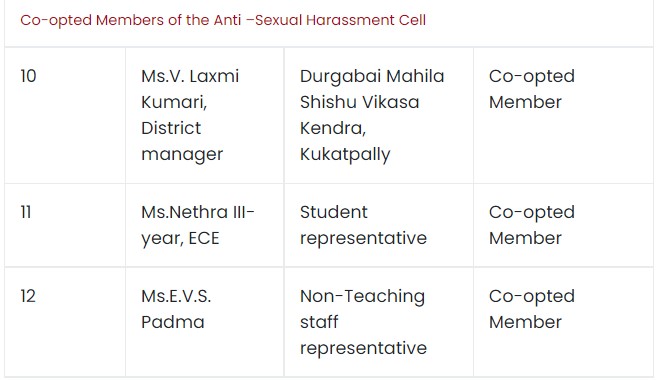 Co-opted Members of the Anti –Sexual Harassment Cell
10
Ms.V. Laxmi
Kumari,
District
manager
Durgabai Mahila
Shishu Vikasa
Kendra,
Kukatpally
Co-opted
Member
11
Ms.Nethra III-
year, ECE
Student
representative
Co-opted
Member
12
Ms.E.V.S.
Padma
Non-Teaching
staff
representative
Co-opted
Member